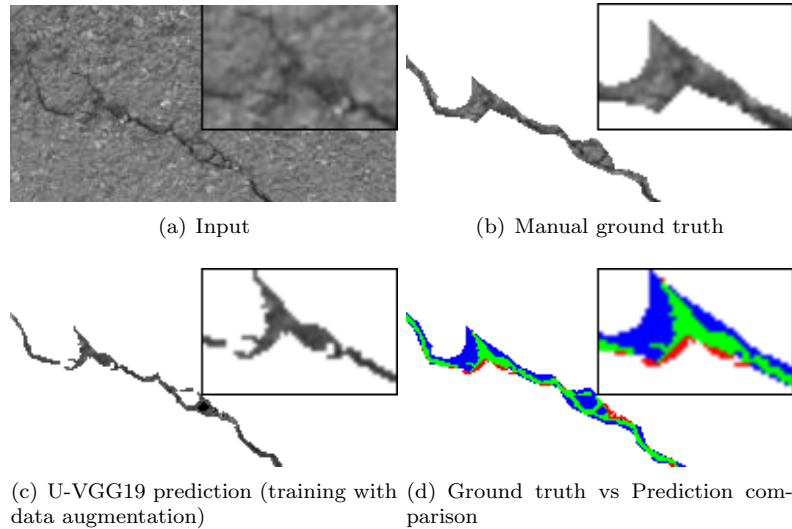 (a) Input
(b) Manual ground truth
(c) U-VGG19 prediction (training with
data augmentation)
(d) Ground truth vs Prediction com-
parison